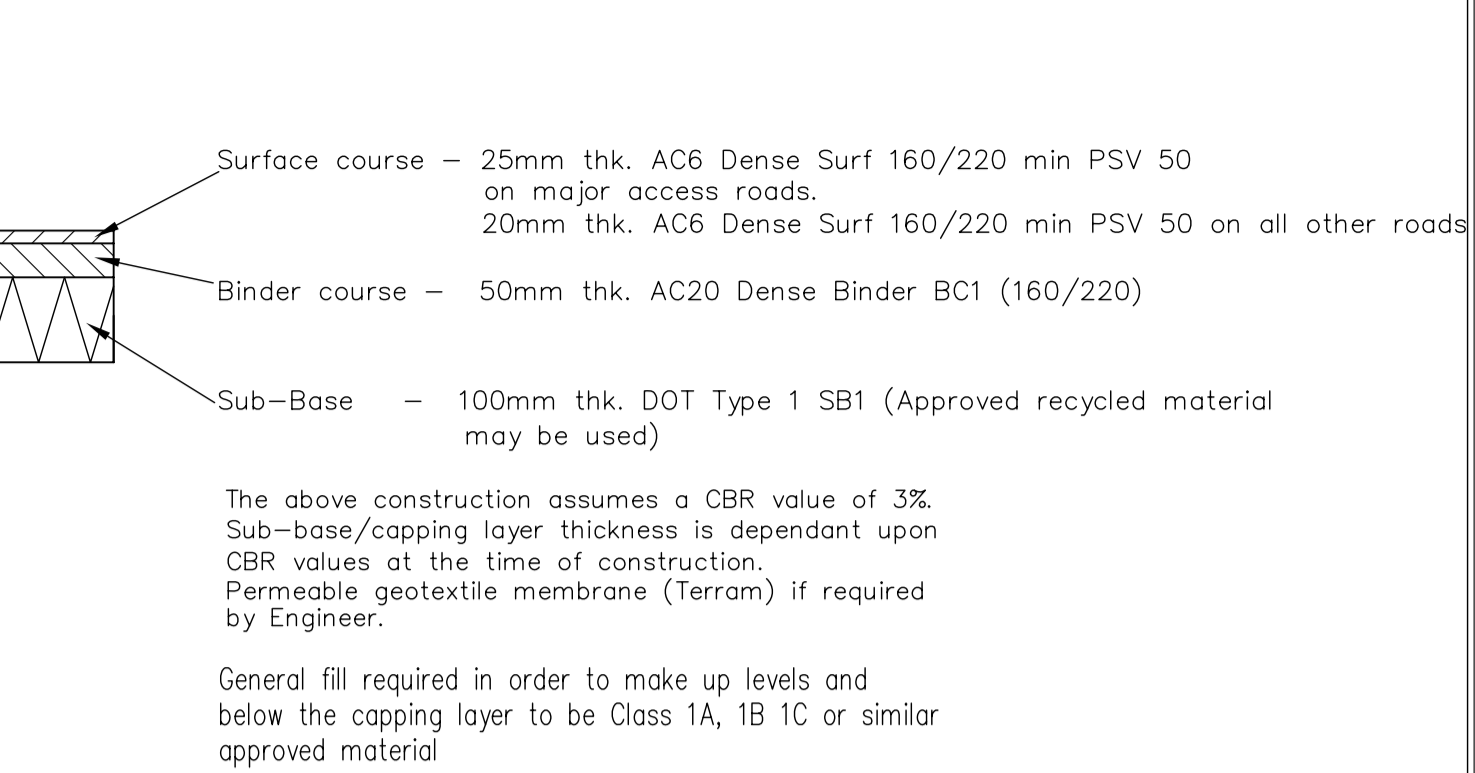 Surface course – 25mm thk. AC6 Dense Surf 160/220 min PSV 50
on major access roads.
20mm thk. AC6 Dense Surf 160/220 min PSV 50 on all other roads
Binder course – 50mm thk. AC20 Dense Binder BC1 (160/220)
Sub–Base – 100mm thk. DOT Type 1 SB1 (Approved recycled material
may be used)
The above construction assumes a CBR value of 3%.
Sub–base/capping layer thickness is dependant upon
CBR values at the time of construction.
Permeable geotextile membrane (Terram) if required
by Engineer.
General fill required in order to make up levels and
below the capping layer to be Class 1A, 1B 1C or similar
approved material